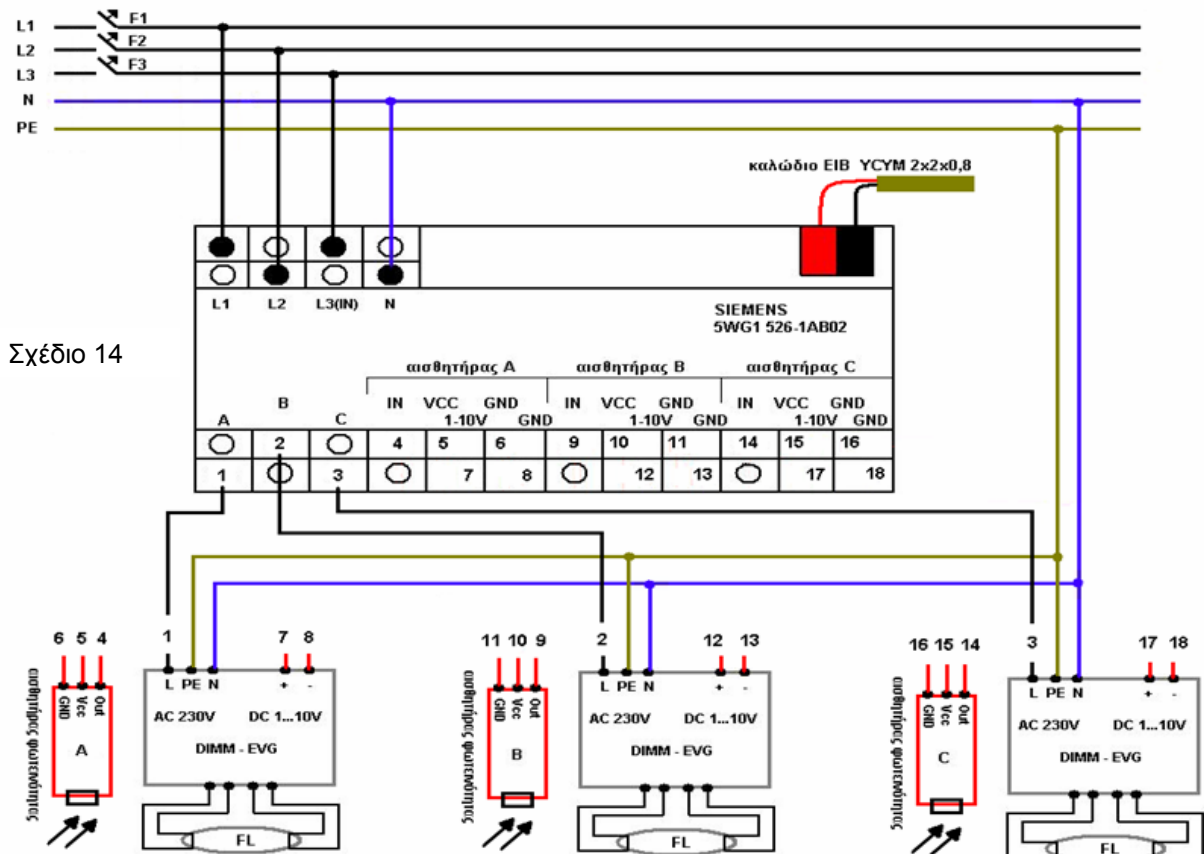 L1 F1
L2 F2
L3 F3
N
PE
καλώδιο EIB YCYM 2x2x0,8
L1 L2 L3(IN) N
SIEMENS
5WG1 526-1AB02
Σχέδιο 14
αισθητήρας A αισθητήρας B αισθητήρας C
A B C IN VCC GND IN VCC GND IN VCC GND
1-10V GND 1-10V GND 1-10V GND
2 4 5 6 9 10 11 14 15 16
1 3 7 8 12 13 17 18
6 5 4 1 7 8 11 10 9 2 12 13 16 15 14 3 17 18
αισθητήρας φωτεινότητας
GND Vcc Out
A
L PE N + -
AC 230V DC 1...10V
DIMM - EVG
FL
αισθητήρας φωτεινότητας
GND Vcc Out
B
L PE N + -
AC 230V DC 1...10V
DIMM - EVG
FL
αισθητήρας φωτεινότητας
GND Vcc Out
C
L PE N + -
AC 230V DC 1...10V
DIMM - EVG
FL